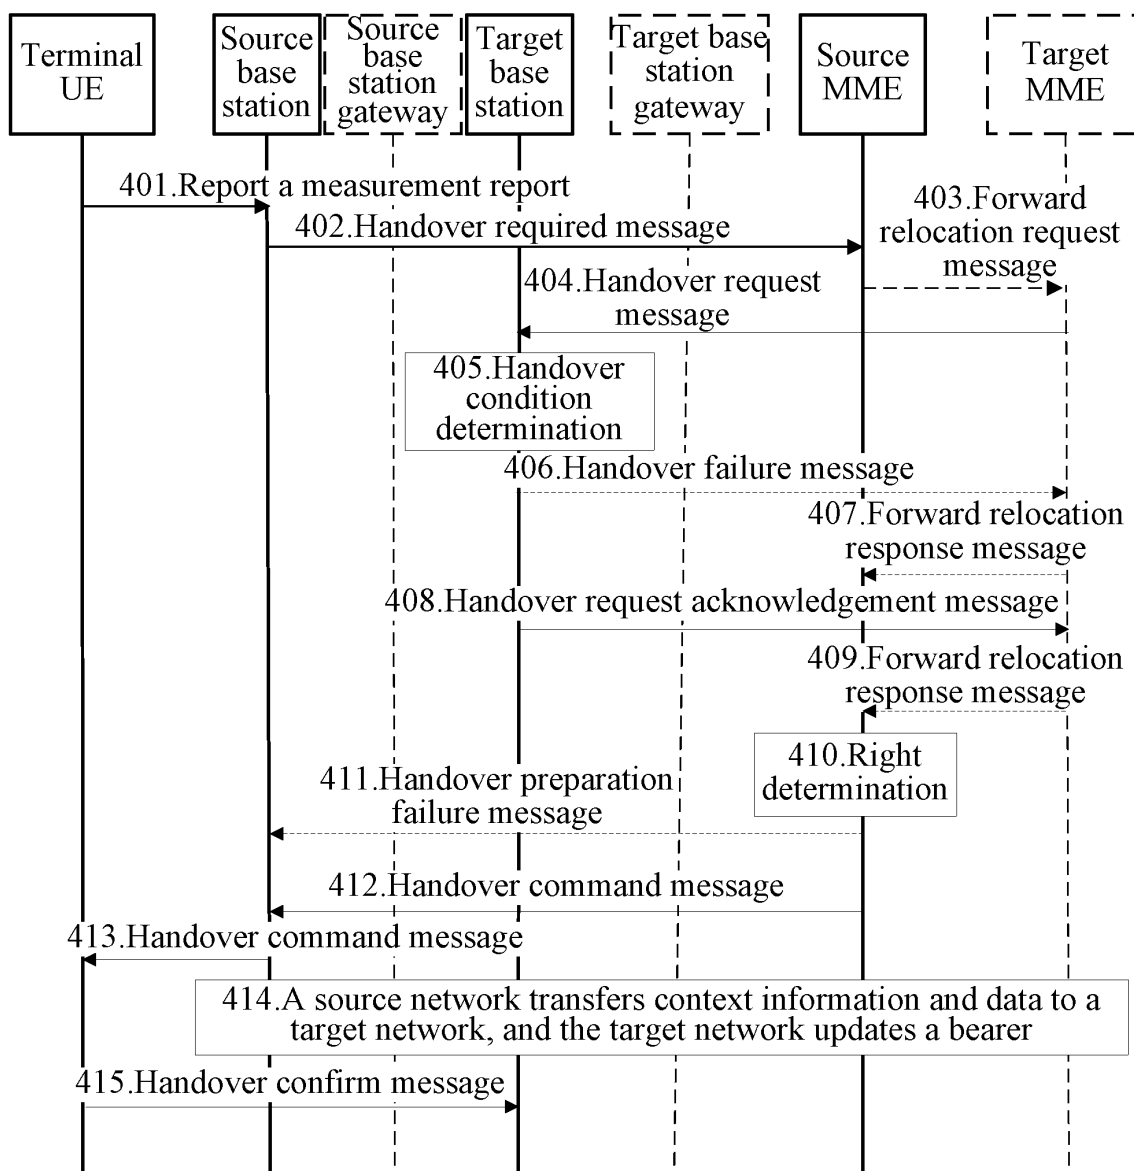 Terminal
UE
Source
base
station
Source
base
station
gateway
Target
base
station
Target base
station
gateway
Source
MME
Target
MME
401.Report a measurement report
402.Handover required message
403.Forward
relocation request
message
404.Handover request
message
405.Handover
condition
determination
406.Handover failure message
407.Forward relocation
response message
408.Handover request acknowledgement message
409.Forward relocation
response message
410.Right
determination
411.Handover preparation
failure message
412.Handover command message
413.Handover command message
414.A source network transfers context information and data to a
target network, and the target network updates a bearer
415.Handover confirm message